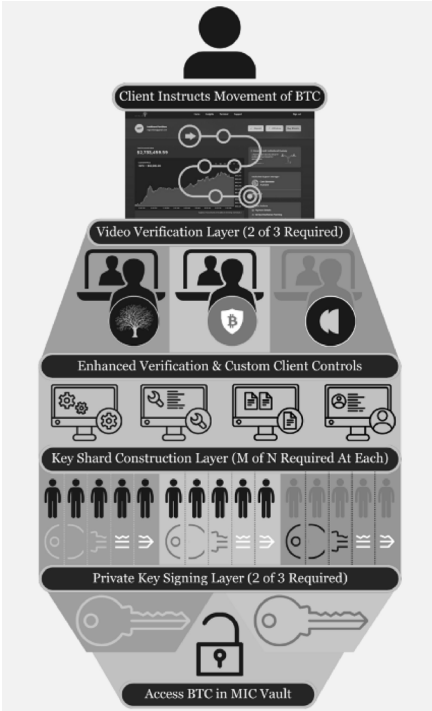 Client Instructs Movement of BTC
Video Verification Layer (2 of 3 Required)
Enhanced Verification & Custom Client Controls
Key Shard Construction Layer (M of N Required At Each)
Private Key Signing Layer (2 of 3 Required)
Access BTC in MIC Vault